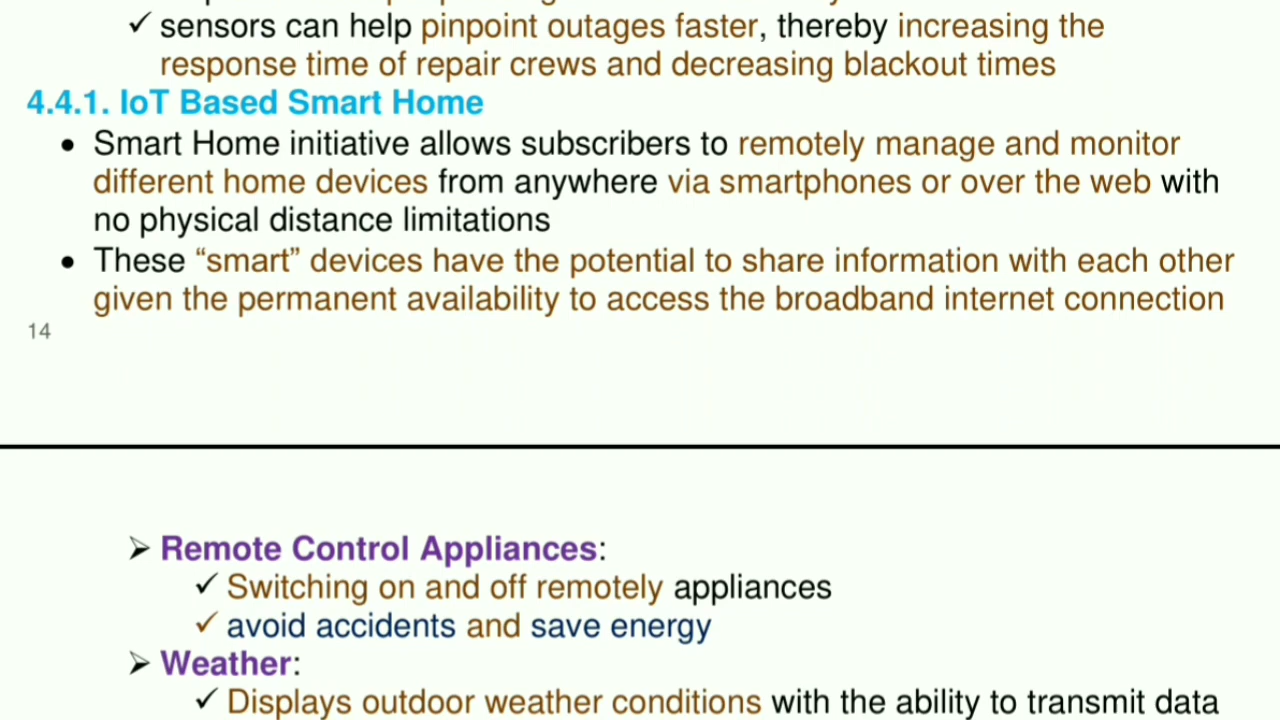 ✓ sensors can help pinpoint outages faster, thereby increasing the
response time of repair crews and decreasing blackout times
4.4.1. IoT Based Smart Home
• Smart Home initiative allows subscribers to remotely manage and monitor
different home devices from anywhere via smartphones or over the web with
no physical distance limitations
• These “smart” devices have the potential to share information with each other
given the permanent availability to access the broadband internet connection
14
➢ Remote Control Appliances:
✓ Switching on and off remotely appliances
✓ avoid accidents and save energy
➢ Weather:
✓ Displays outdoor weather conditions with the ability to transmit data